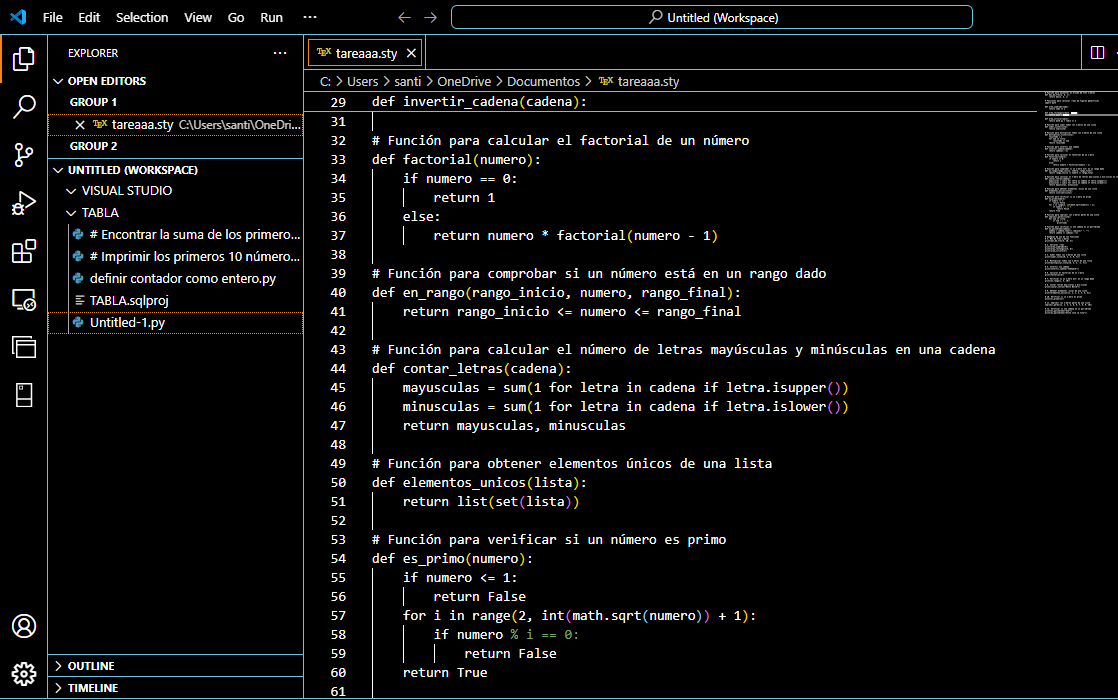 File Edit Selection View Go Run ···
Untitled (Workspace)
EXPLORER ···
OPEN EDITORS
GROUP 1
TEX tareaaa.sty C:\Users\santi\OneDri...
GROUP 2
UNTITLED (WORKSPACE)
VISUAL STUDIO
TABLA
# Encontrar la suma de los primero...
# Imprimir los primeros 10 número...
definir contador como entero.py
TABLA.sqlproj
Untitled-1.py
OUTLINE
TIMELINE
TEX tareaaa.sty
C: > Users > santi > OneDrive > Documentos > TEX tareaaa.sty
29 def invertir_cadena(cadena):
31
32 # Función para calcular el factorial de un número
33 def factorial(numero):
34     if numero == 0:
35         return 1
36     else:
37         return numero * factorial(numero - 1)
38
39 # Función para comprobar si un número está en un rango dado
40 def en_rango(rango_inicio, numero, rango_final):
41     return rango_inicio <= numero <= rango_final
42
43 # Función para calcular el número de letras mayúsculas y minúsculas en una cadena
44 def contar_letras(cadena):
45     mayusculas = sum(1 for letra in cadena if letra.isupper())
46     minusculas = sum(1 for letra in cadena if letra.islower())
47     return mayusculas, minusculas
48
49 # Función para obtener elementos únicos de una lista
50 def elementos_unicos(lista):
51     return list(set(lista))
52
53 # Función para verificar si un número es primo
54 def es_primo(numero):
55     if numero <= 1:
56         return False
57     for i in range(2, int(math.sqrt(numero)) + 1):
58         if numero % i == 0:
59             return False
60     return True
61